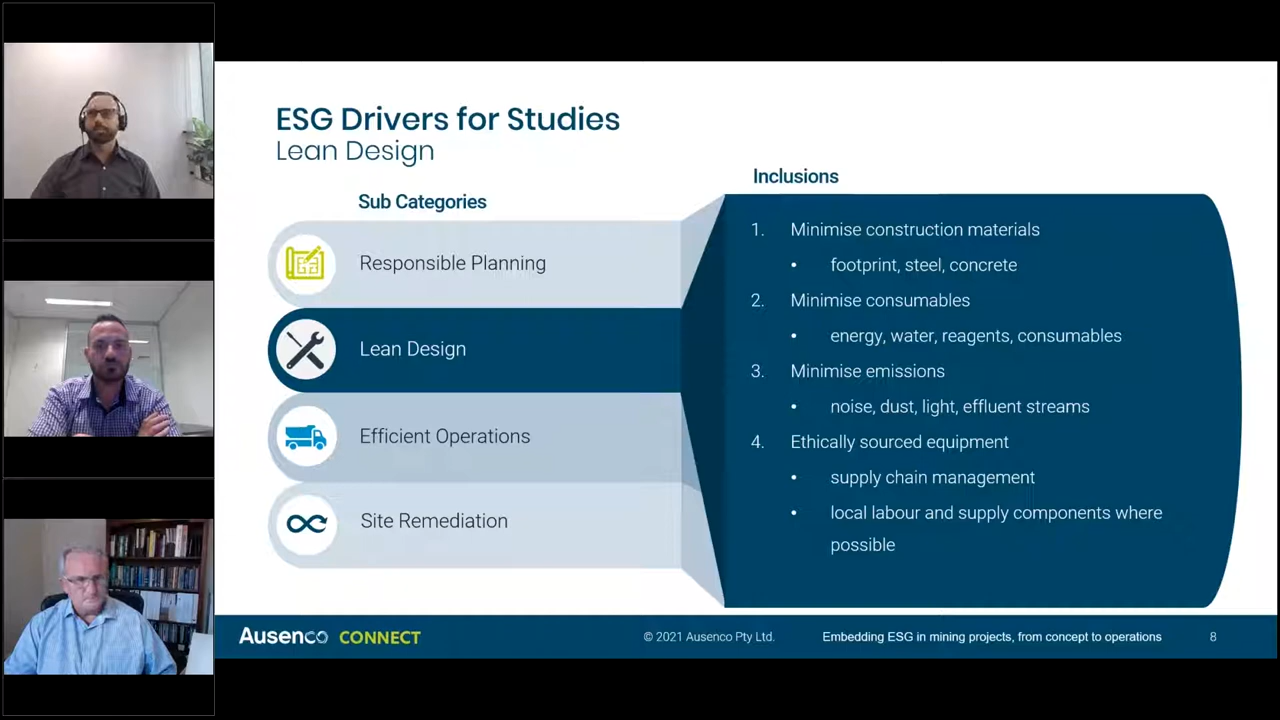 ESG Drivers for Studies
Lean Design
Sub Categories
Responsible Planning
Lean Design
Efficient Operations
Site Remediation
Inclusions
1. Minimise construction materials
• footprint, steel, concrete
2. Minimise consumables
• energy, water, reagents, consumables
3. Minimise emissions
• noise, dust, light, effluent streams
4. Ethically sourced equipment
• supply chain management
• local labour and supply components where
possible
Ausenco CONNECT
© 2021 Ausenco Pty Ltd.
Embedding ESG in mining projects, from concept to operations
8